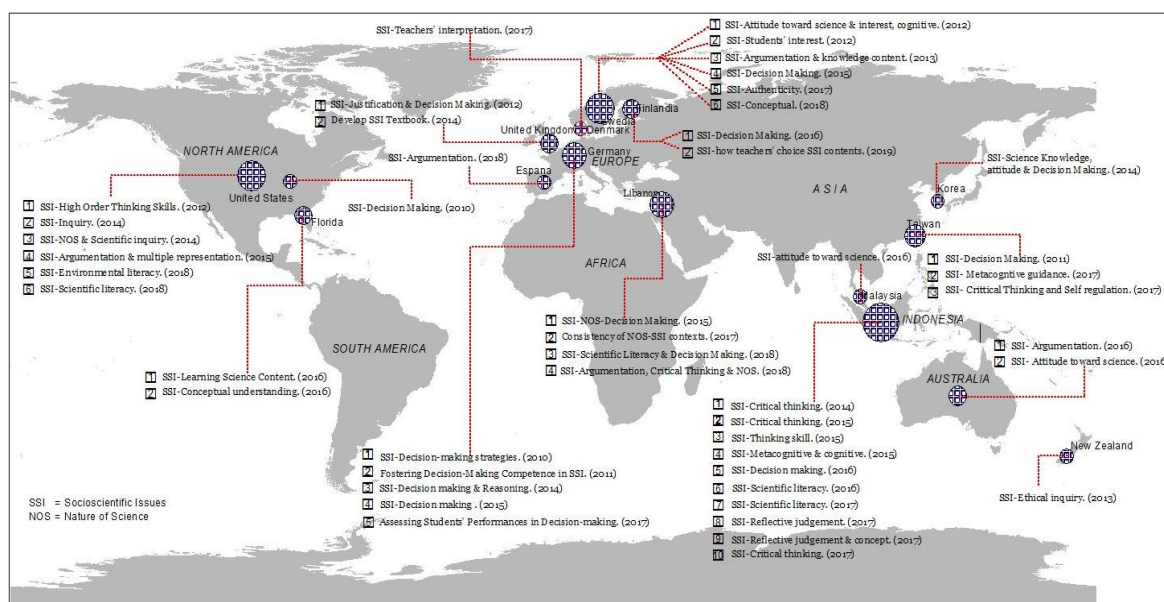 SSI-Teachers' interpretation. (2017)
1 SSI-Attitude toward science & interest, cognitive. (2012)
2 SSI-Students' interest. (2012)
3 SSI-Argumentation & knowledge content. (2013)
4 SSI-Decision Making. (2015)
5 SSI-Authenticity. (2017)
6 SSI-Conceptual. (2018)
1 SSI-Justification & Decision Making. (2012)
2 Develop SSI Textbook. (2014)
Swedia
Finlandia
United Kingdom
Denmark
1 SSI-Decision Making. (2016)
2 SSI-how teachers' choice SSI contents. (2019)
NORTH AMERICA
Germany
EUROPE
SSI-Argumentation. (2018)
Espana
ASIA
SSI-Science Knowledge,
attitude & Decision Making. (2014)
Korea
United States
Libanon
1 SSI-High Order Thinking Skills. (2012)
2 SSI-Inquiry. (2014)
3 SSI-NOS & Scientific inquiry. (2014)
4 SSI-Argumentation & multiple representation. (2015)
5 SSI-Environmental literacy. (2018)
6 SSI-Scientific literacy. (2018)
SSI-Decision Making. (2010)
Florida
Taiwan
AFRICA
SSI-attitude toward science. (2016)
1 SSI-Decision Making. (2011)
2 SSI- Metacogntive guidance. (2017)
3 SSI- Crittical Thinking and Self regulation. (2017)
Malaysia
INDONESIA
1 SSI-NOS-Decision Making. (2015)
2 Consistency of NOS-SSI contexts. (2017)
3 SSI-Scientific Literacy & Decision Making. (2018)
4 SSI-Argumentation, Critical Thinking & NOS. (2018)
SOUTH AMERICA
1 SSI- Argumentation. (2016)
2 SSI- Attitude toward science. (2016
AUSTRALIA
1 SSI-Learning Science Content. (2016)
2 SSI-Conceptual understanding. (2016)
1 SSI-Critical thinking. (2014)
2 SSI-Critical thinking. (2015)
3 SSI-Thinking skill. (2015)
4 SSI-Metacognitive & cognitive. (2015)
5 SSI-Decision making. (2016)
6 SSI-Scientific literacy. (2016)
7 SSI-Scientific literacy. (2017)
8 SSI-Reflective judgement. (2017)
9 SSI-Reflective judgement & concept. (2017)
10 SSI-Critical thinking. (2017)
New Zealand
SSI-Ethical inquiry. (2013)
1 SSI-Decision-making strategies. (2010)
2 Fostering Decision-Making Competence in SSI. (2011)
3 SSI-Decision making & Reasoning. (2014)
4 SSI-Decision making . (2015)
5 Assessing Students' Performances in Decision-making. (2017)
SSI = Socioscientific Issues
NOS = Nature of Science